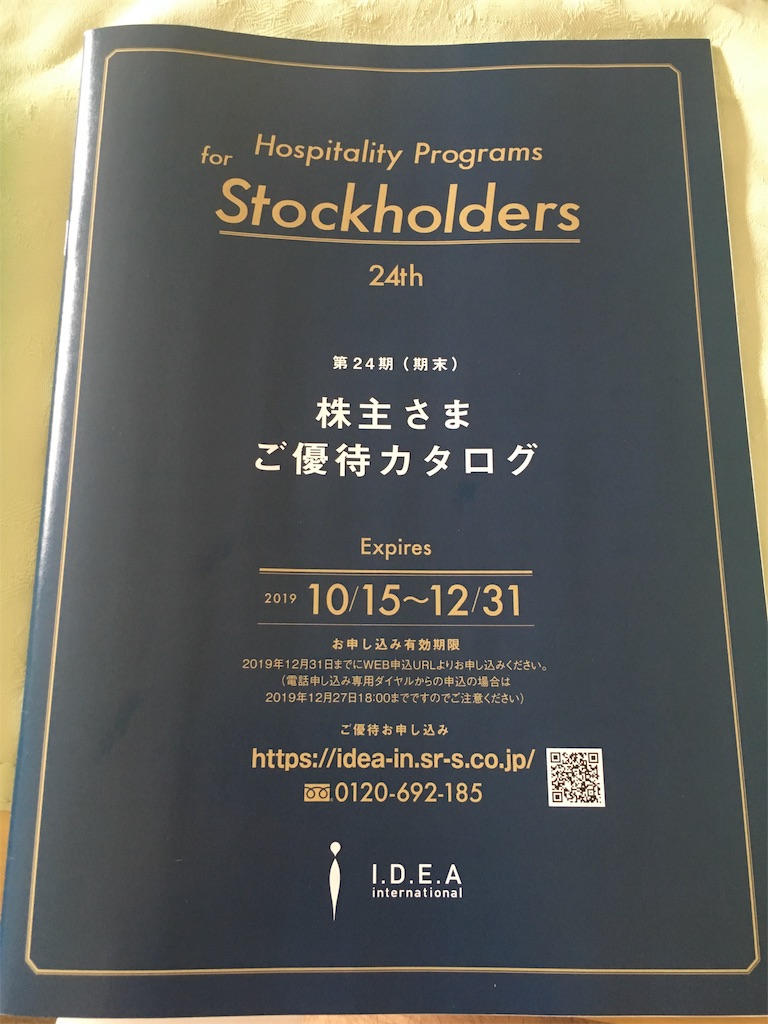 Hospitality Programs
for
Stockholders
24th
第24期(期末)
株主さま
ご優待カタログ
Expires
2019 10/15~12/31
お申し込み有効期限
2019年12月31日までにWEB申込URLよりお申し込みください。
(電話申し込み専用ダイヤルからの申込の場合は
2019年12月27日18:00までですのでご注意ください)
ご優待お申し込み
https://idea-in.sr-s.co.jp/
0120-692-185
I.D.E.A
international